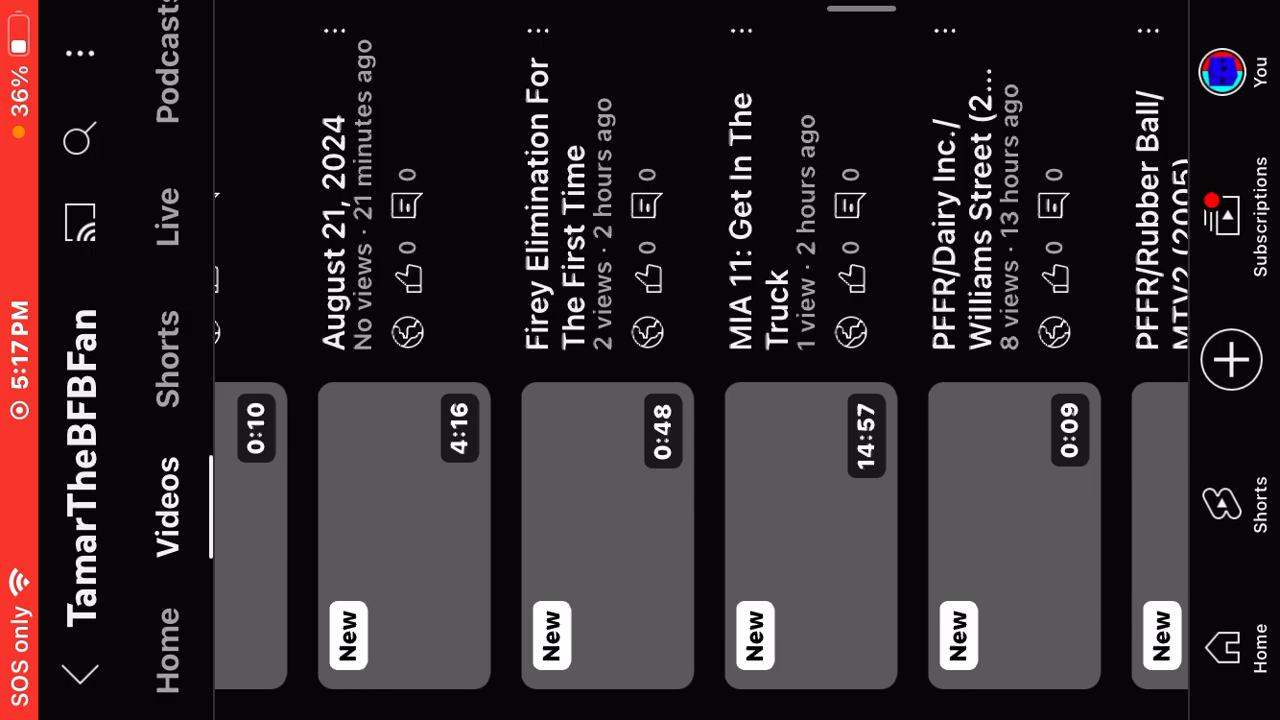 SOS only 5:17 PM 36%
TamarTheBFBFan
Home Videos Shorts Live Podcasts
0:10
New
4:16
August 21, 2024
No views · 21 minutes ago
0 0
New
0:48
Firey Elimination For
The First Time
2 views · 2 hours ago
0 0
New
14:57
MIA 11: Get In The
Truck
1 view · 2 hours ago
0 0
New
0:09
PFFR/Dairy Inc./
Williams Street (2...
8 views · 13 hours ago
0 0
New
PFFR/Rubber Ball/
MTV2 (2005)
Home Shorts Subscriptions You